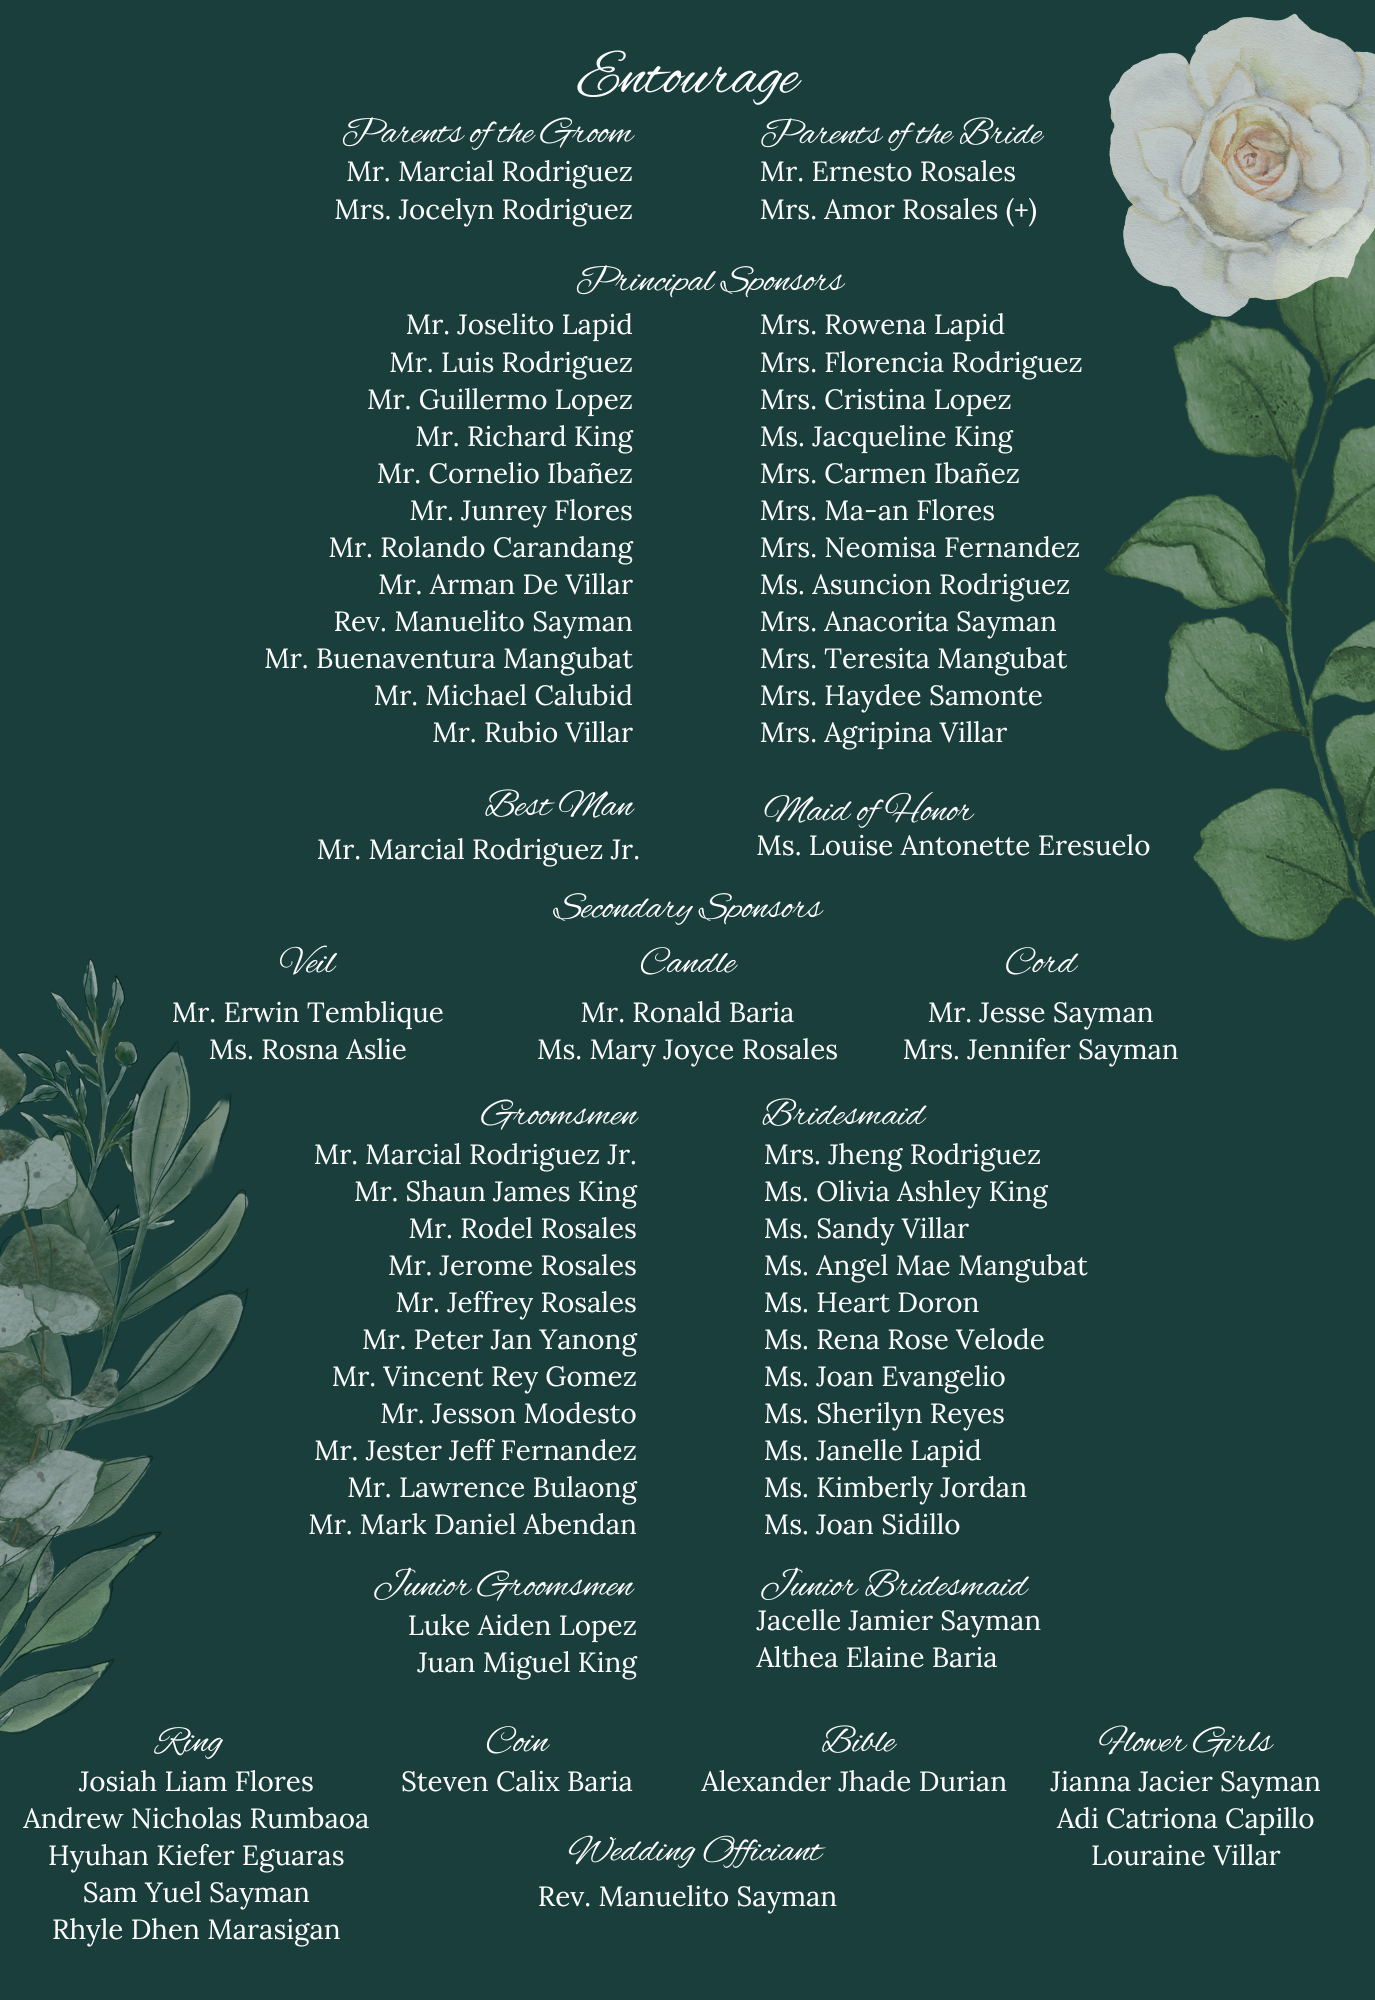 Entourage
Parents of the Groom
Mr. Marcial Rodriguez
Mrs. Jocelyn Rodriguez
Parents of the Bride
Mr. Ernesto Rosales
Mrs. Amor Rosales (+)
Principal Sponsors
Mr. Joselito Lapid
Mr. Luis Rodriguez
Mr. Guillermo Lopez
Mr. Richard King
Mr. Cornelio Ibañez
Mr. Junrey Flores
Mr. Rolando Carandang
Mr. Arman De Villar
Rev. Manuelito Sayman
Mr. Buenaventura Mangubat
Mr. Michael Calubid
Mr. Rubio Villar
Mrs. Rowena Lapid
Mrs. Florencia Rodriguez
Mrs. Cristina Lopez
Ms. Jacqueline King
Mrs. Carmen Ibañez
Mrs. Ma-an Flores
Mrs. Neomisa Fernandez
Ms. Asuncion Rodriguez
Mrs. Anacorita Sayman
Mrs. Teresita Mangubat
Mrs. Haydee Samonte
Mrs. Agripina Villar
Best Man
Mr. Marcial Rodriguez Jr.
Maid of Honor
Ms. Louise Antonette Eresuelo
Secondary Sponsors
Veil
Mr. Erwin Temblique
Ms. Rosna Aslie
Candle
Mr. Ronald Baria
Ms. Mary Joyce Rosales
Cord
Mr. Jesse Sayman
Mrs. Jennifer Sayman
Groomsmen
Mr. Marcial Rodriguez Jr.
Mr. Shaun James King
Mr. Rodel Rosales
Mr. Jerome Rosales
Mr. Jeffrey Rosales
Mr. Peter Jan Yanong
Mr. Vincent Rey Gomez
Mr. Jesson Modesto
Mr. Jester Jeff Fernandez
Mr. Lawrence Bulaong
Mr. Mark Daniel Abendan
Bridesmaid
Mrs. Jheng Rodriguez
Ms. Olivia Ashley King
Ms. Sandy Villar
Ms. Angel Mae Mangubat
Ms. Heart Doron
Ms. Rena Rose Velode
Ms. Joan Evangelio
Ms. Sherilyn Reyes
Ms. Janelle Lapid
Ms. Kimberly Jordan
Ms. Joan Sidillo
Junior Groomsmen
Luke Aiden Lopez
Juan Miguel King
Junior Bridesmaid
Jacelle Jamier Sayman
Althea Elaine Baria
Ring
Josiah Liam Flores
Andrew Nicholas Rumbaoa
Hyuhan Kiefer Eguaras
Sam Yuel Sayman
Rhyle Dhen Marasigan
Coin
Steven Calix Baria
Bible
Alexander Jhade Durian
Flower Girls
Jianna Jacier Sayman
Adi Catriona Capillo
Louraine Villar
Wedding Officiant
Rev. Manuelito Sayman